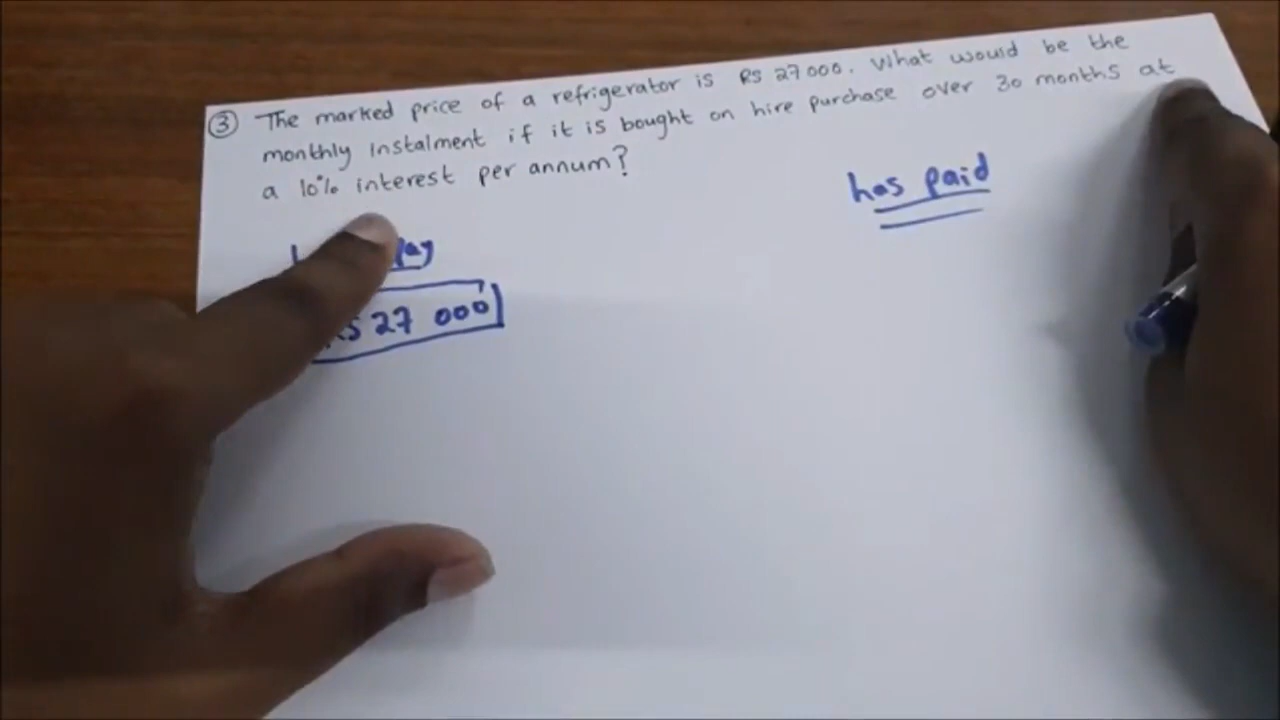 ③ The marked price of a refrigerator is RS 27 000. What would be the
monthly instalment if it is bought on hire purchase over 30 months at
a 10% interest per annum?
has paid
RS 27 000